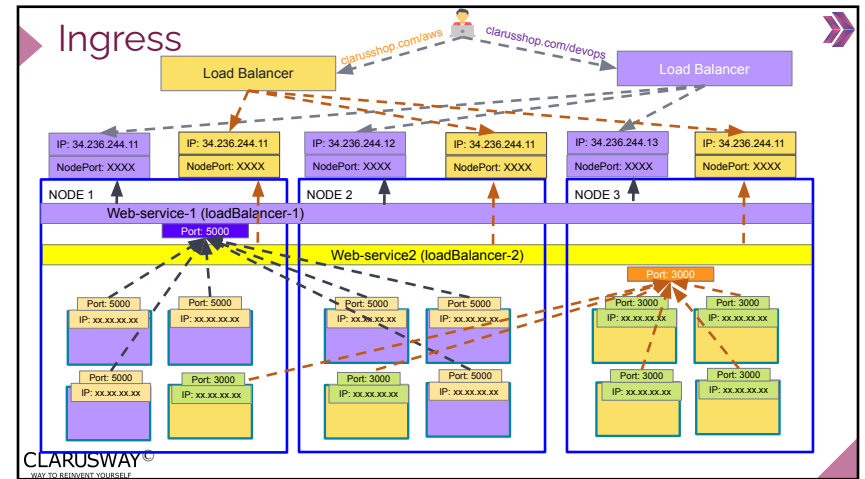 Ingress
clarusshop.com/aws
clarusshop.com/devops
Load Balancer
Load Balancer
IP: 34.236.244.11
IP: 34.236.244.11
IP: 34.236.244.12
IP: 34.236.244.11
IP: 34.236.244.13
IP: 34.236.244.11
NodePort: XXXX
NodePort: XXXX
NodePort: XXXX
NodePort: XXXX
NodePort: XXXX
NodePort: XXXX
NODE 1
NODE 2
NODE 3
Web-service-1 (loadBalancer-1)
Port: 5000
Web-service2 (loadBalancer-2)
Port: 3000
Port: 5000
IP: xx.xx.xx.xx
Port: 5000
IP: xx.xx.xx.xx
Port: 5000
IP: xx.xx.xx.xx
Port: 5000
IP: xx.xx.xx.xx
Port: 3000
IP: xx.xx.xx.xx
Port: 3000
IP: xx.xx.xx.xx
Port: 5000
IP: xx.xx.xx.xx
Port: 3000
IP: xx.xx.xx.xx
Port: 3000
IP: xx.xx.xx.xx
Port: 5000
IP: xx.xx.xx.xx
Port: 3000
IP: xx.xx.xx.xx
Port: 3000
IP: xx.xx.xx.xx
CLARUSWAY©
WAY TO REINVENT YOURSELF